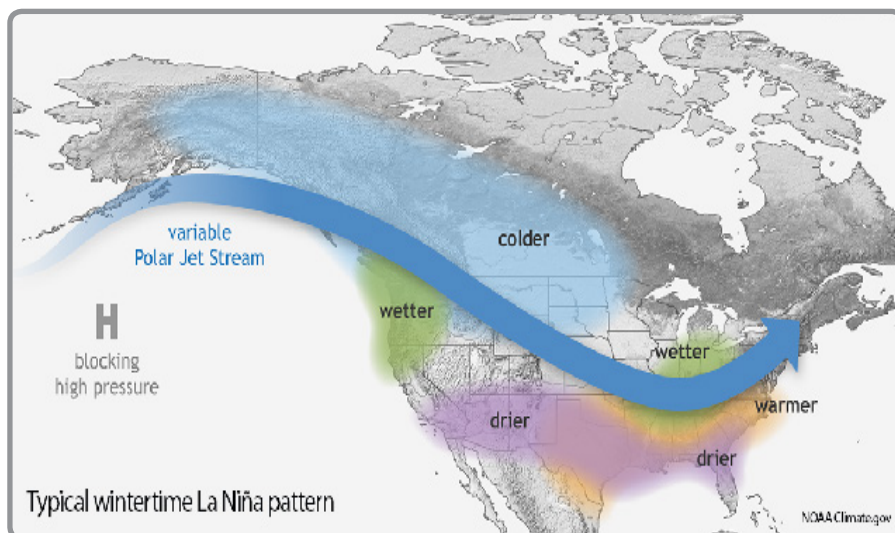 variable
Polar Jet Stream
colder
H
blocking
high pressure
wetter
wetter
warmer
drier
drier
Typical wintertime La Niña pattern
NOAA Climate.gov